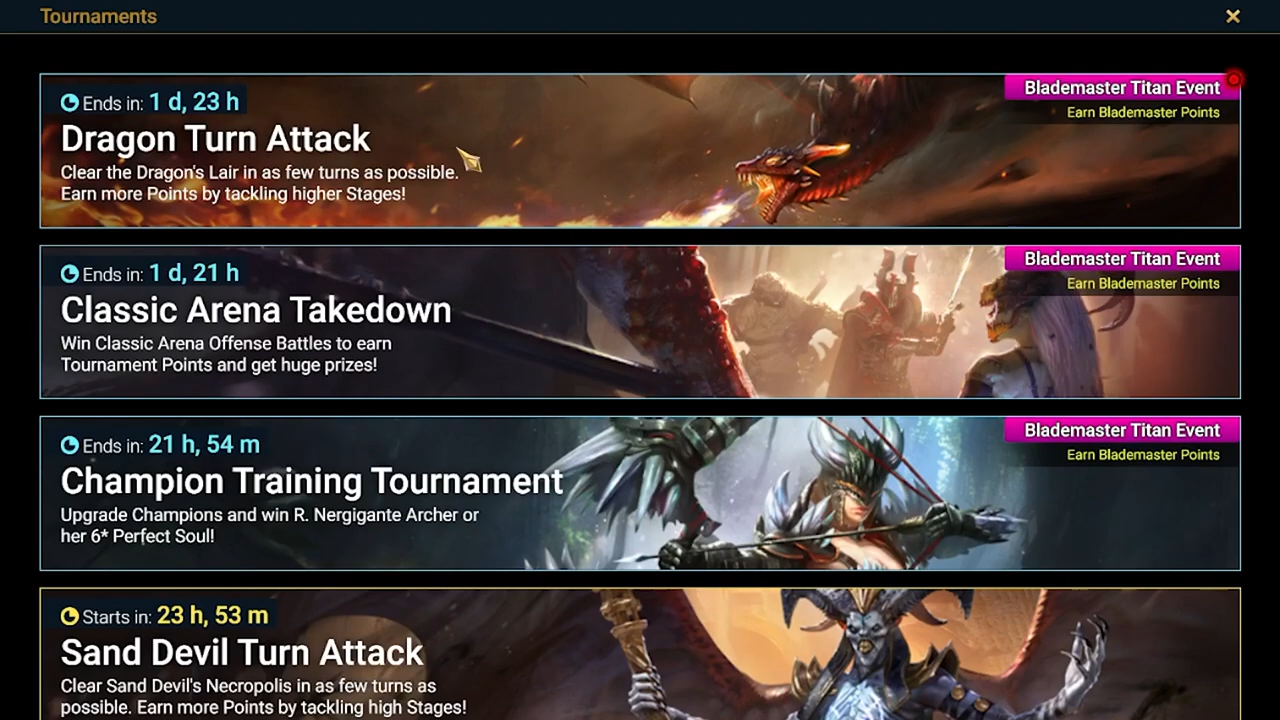 Tournaments
Ends in: 1 d, 23 h
Blademaster Titan Event
Earn Blademaster Points
Dragon Turn Attack
Clear the Dragon's Lair in as few turns as possible.
Earn more Points by tackling higher Stages!
Ends in: 1 d, 21 h
Blademaster Titan Event
Earn Blademaster Points
Classic Arena Takedown
Win Classic Arena Offense Battles to earn
Tournament Points and get huge prizes!
Ends in: 21 h, 54 m
Blademaster Titan Event
Earn Blademaster Points
Champion Training Tournament
Upgrade Champions and win R. Nergigante Archer or
her 6* Perfect Soul!
Starts in: 23 h, 53 m
Sand Devil Turn Attack
Clear Sand Devil's Necropolis in as few turns as
possible. Earn more Points by tackling high Stages!